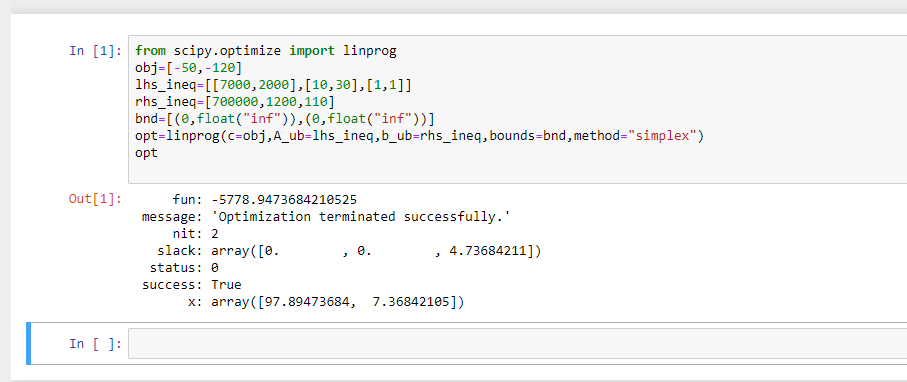 In [1]: from scipy.optimize import linprog
obj=[-50,-120]
lhs_ineq=[[7000,2000],[10,30],[1,1]]
rhs_ineq=[700000,1200,110]
bnd=[(0,float("inf")),(0,float("inf"))]
opt=linprog(c=obj,A_ub=lhs_ineq,b_ub=rhs_ineq,bounds=bnd,method="simplex")
opt
Out[1]:      fun: -5778.9473684210525
 message: 'Optimization terminated successfully.'
     nit: 2
   slack: array([0.        , 0.        , 4.73684211])
  status: 0
 success: True
       x: array([97.89473684,  7.36842105])
In [ ]: